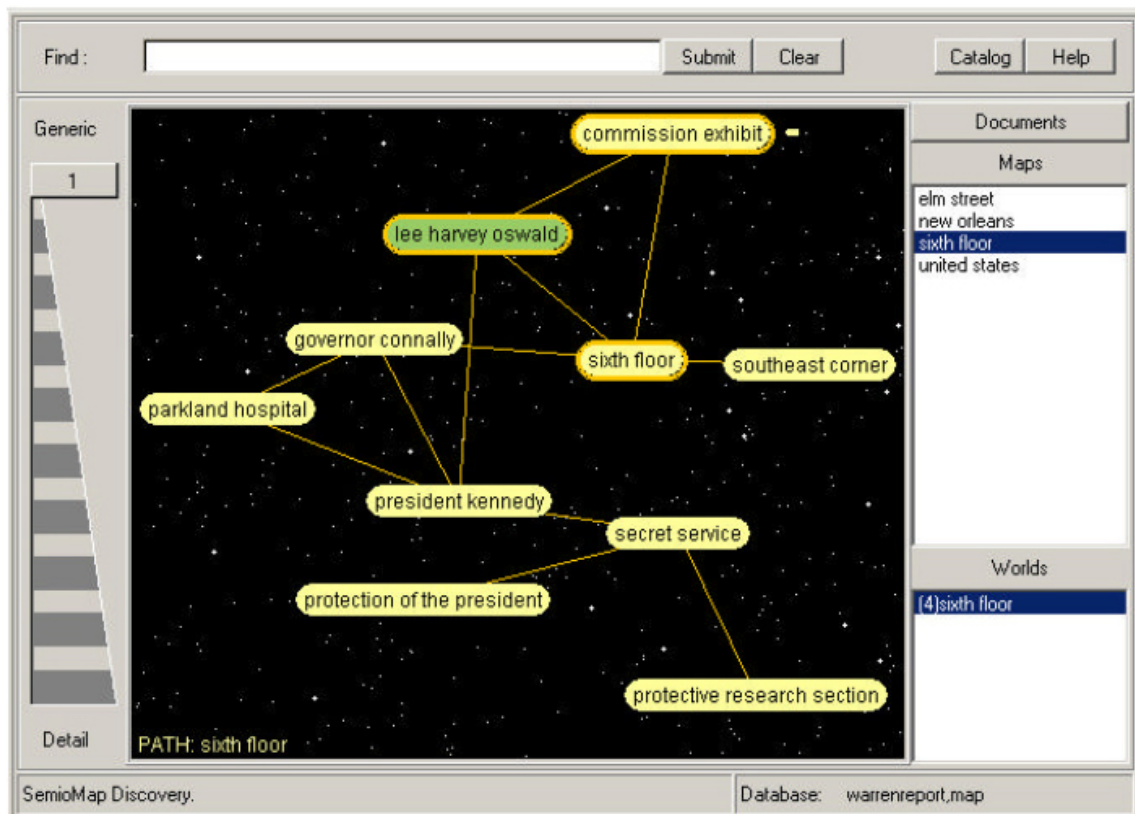 Find :
Submit
Clear
Catalog
Help
Generic
1
Detail
commission exhibit
lee harvey oswald
governor connally
sixth floor
southeast corner
parkland hospital
president kennedy
secret service
protection of the president
protective research section
PATH: sixth floor
Documents
Maps
elm street
new orleans
sixth floor
united states
Worlds
(4)sixth floor
SemioMap Discovery.
Database: warrenreport,map